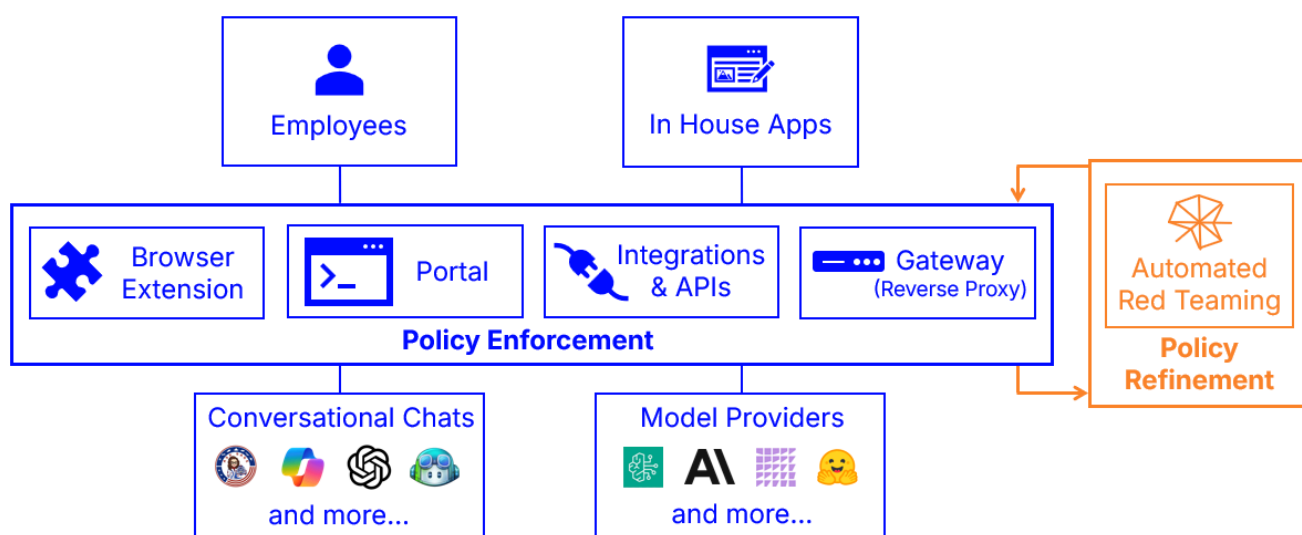 Employees
In House Apps
Browser
Extension
Portal
Integrations
& APIs
Gateway
(Reverse Proxy)
Policy Enforcement
Automated
Red Teaming
Policy
Refinement
Conversational Chats
and more...
Model Providers
AI
and more...